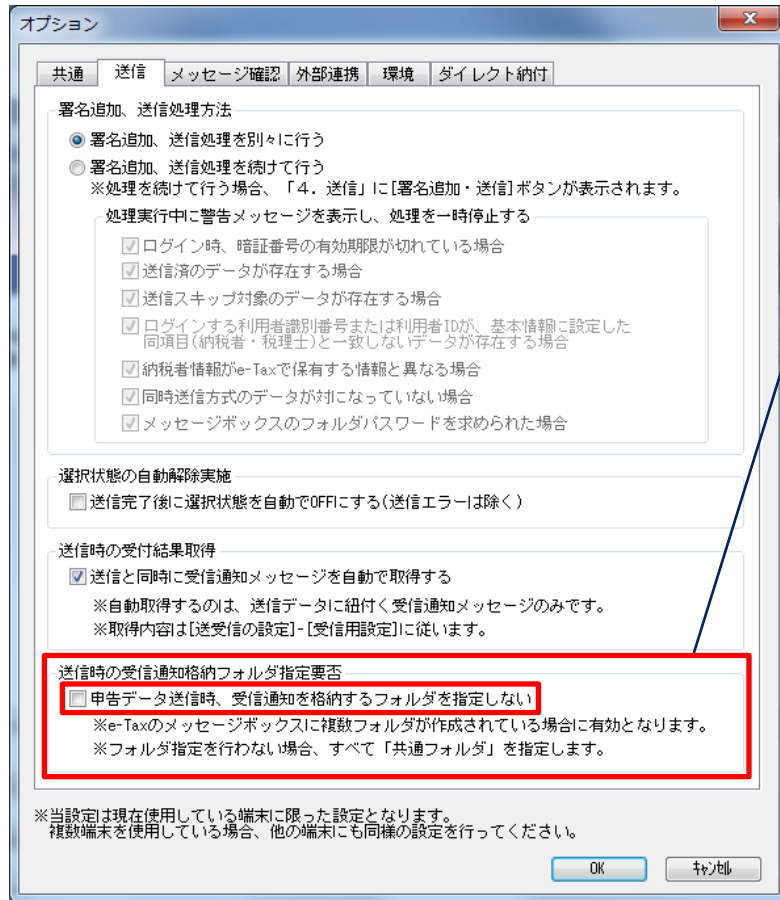 オプション
共通 送信 メッセージ確認 外部連携 環境 ダイレクト納付
署名追加、送信処理方法
署名追加、送信処理を別々に行う
署名追加、送信処理を続けて行う
※処理を続けて行う場合、「4．送信」に[署名追加・送信]ボタンが表示されます。
処理実行中に警告メッセージを表示し、処理を一時停止する
ログイン時、暗証番号の有効期限が切れている場合
送信済のデータが存在する場合
送信スキップ対象のデータが存在する場合
ログインする利用者識別番号または利用者IDが、基本情報に設定した
同項目(納税者・税理士)と一致しないデータが存在する場合
納税者情報がe-Taxで保有する情報と異なる場合
同時送信方式のデータが対になっていない場合
メッセージボックスのフォルダパスワードを求められた場合
選択状態の自動解除実施
送信完了後に選択状態を自動でOFFにする(送信エラーは除く)
送信時の受付結果取得
送信と同時に受信通知メッセージを自動で取得する
※自動取得するのは、送信データに紐付く受信通知メッセージのみです。
※取得内容は[送受信の設定]-[受信用設定]に従います。
送信時の受信通知格納フォルダ指定要否
申告データ送信時、受信通知を格納するフォルダを指定しない
※e-Taxのメッセージボックスに複数フォルダが作成されている場合に有効となります。
※フォルダ指定を行わない場合、すべて「共通フォルダ」を指定します。
※当設定は現在使用している端末に限った設定となります。
複数端末を使用している場合、他の端末にも同様の設定を行ってください。
OK ｷｬﾝｾﾙ